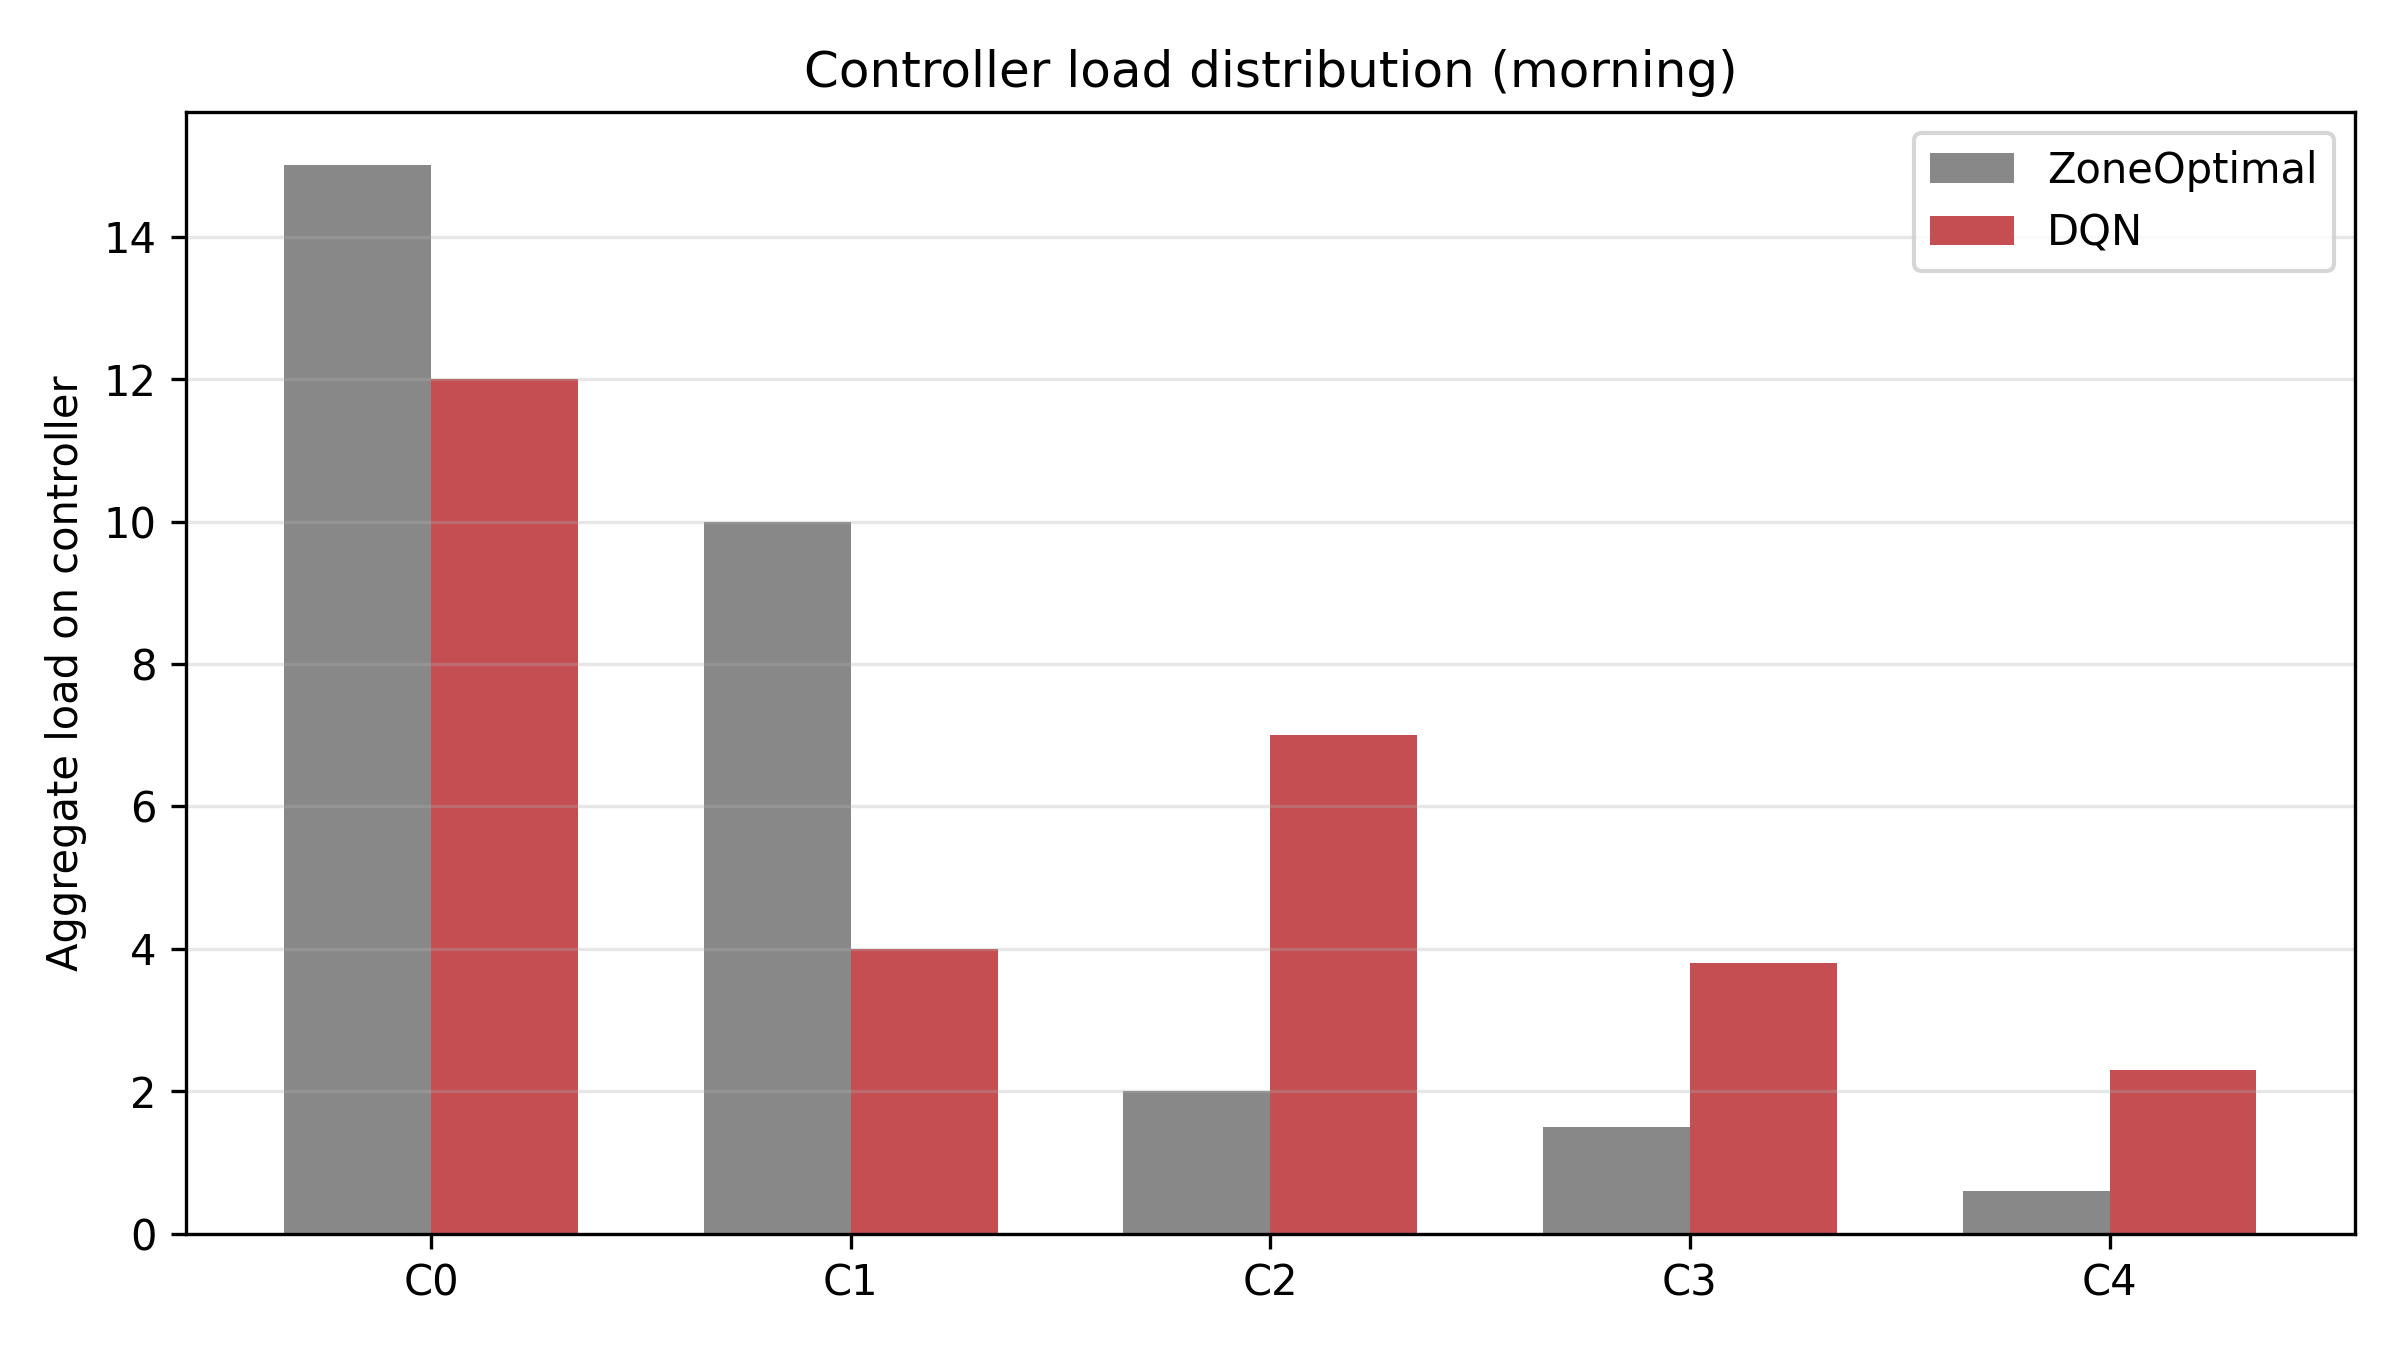 Controller load distribution (morning)
ZoneOptimal
DQN
Aggregate load on controller
14
12
10
8
6
4
2
0
C0 C1 C2 C3 C4